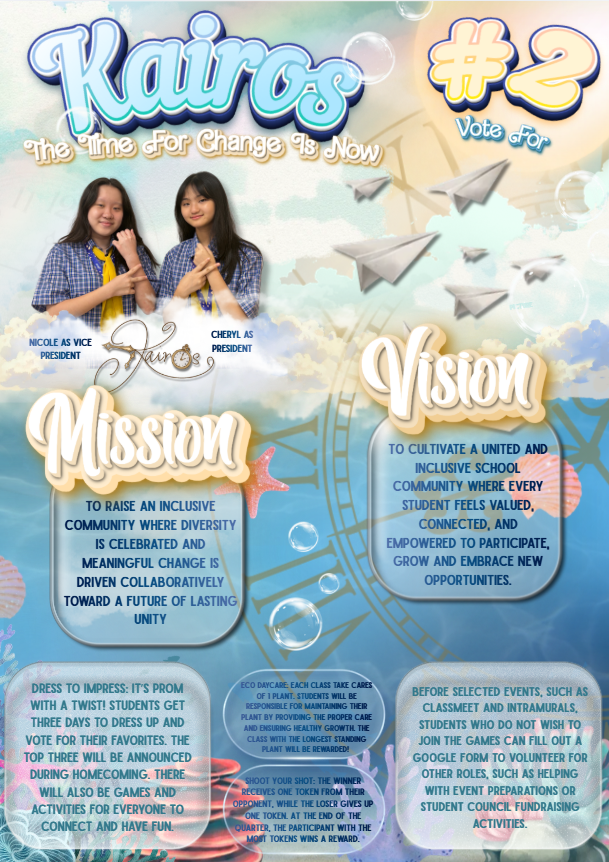 Kairos
#2
The Time For Change Is Now
Vote For
NICOLE AS VICE
PRESIDENT
Kairos
CHERYL AS
PRESIDENT
Vision
Mission
TO CULTIVATE A UNITED AND
INCLUSIVE SCHOOL
COMMUNITY WHERE EVERY
STUDENT FEELS VALUED,
CONNECTED, AND
EMPOWERED TO PARTICIPATE,
GROW AND EMBRACE NEW
OPPORTUNITIES.
TO RAISE AN INCLUSIVE
COMMUNITY WHERE DIVERSITY
IS CELEBRATED AND
MEANINGFUL CHANGE IS
DRIVEN COLLABORATIVELY
TOWARD A FUTURE OF LASTING
UNITY
DRESS TO IMPRESS: IT'S PROM
WITH A TWIST! STUDENTS GET
THREE DAYS TO DRESS UP AND
VOTE FOR THEIR FAVORITES. THE
TOP THREE WILL BE ANNOUNCED
DURING HOMECOMING. THERE
WILL ALSO BE GAMES AND
ACTIVITIES FOR EVERYONE TO
CONNECT AND HAVE FUN.
ECO DAYCARE: EACH CLASS TAKE CARES
OF 1 PLANT. STUDENTS WILL BE
RESPONSIBLE FOR MAINTAINING THEIR
PLANT BY PROVIDING THE PROPER CARE
AND ENSURING HEALTHY GROWTH. THE
CLASS WITH THE LONGEST STANDING
PLANT WILL BE REWARDED!
SHOOT YOUR SHOT: THE WINNER
RECEIVES ONE TOKEN FROM THEIR
OPPONENT, WHILE THE LOSER GIVES UP
ONE TOKEN. AT THE END OF THE
QUARTER, THE PARTICIPANT WITH THE
MOST TOKENS WINS A REWARD.
BEFORE SELECTED EVENTS, SUCH AS
CLASSMEET AND INTRAMURALS,
STUDENTS WHO DO NOT WISH TO
JOIN THE GAMES CAN FILL OUT A
GOOGLE FORM TO VOLUNTEER FOR
OTHER ROLES, SUCH AS HELPING
WITH EVENT PREPARATIONS OR
STUDENT COUNCIL FUNDRAISING
ACTIVITIES.